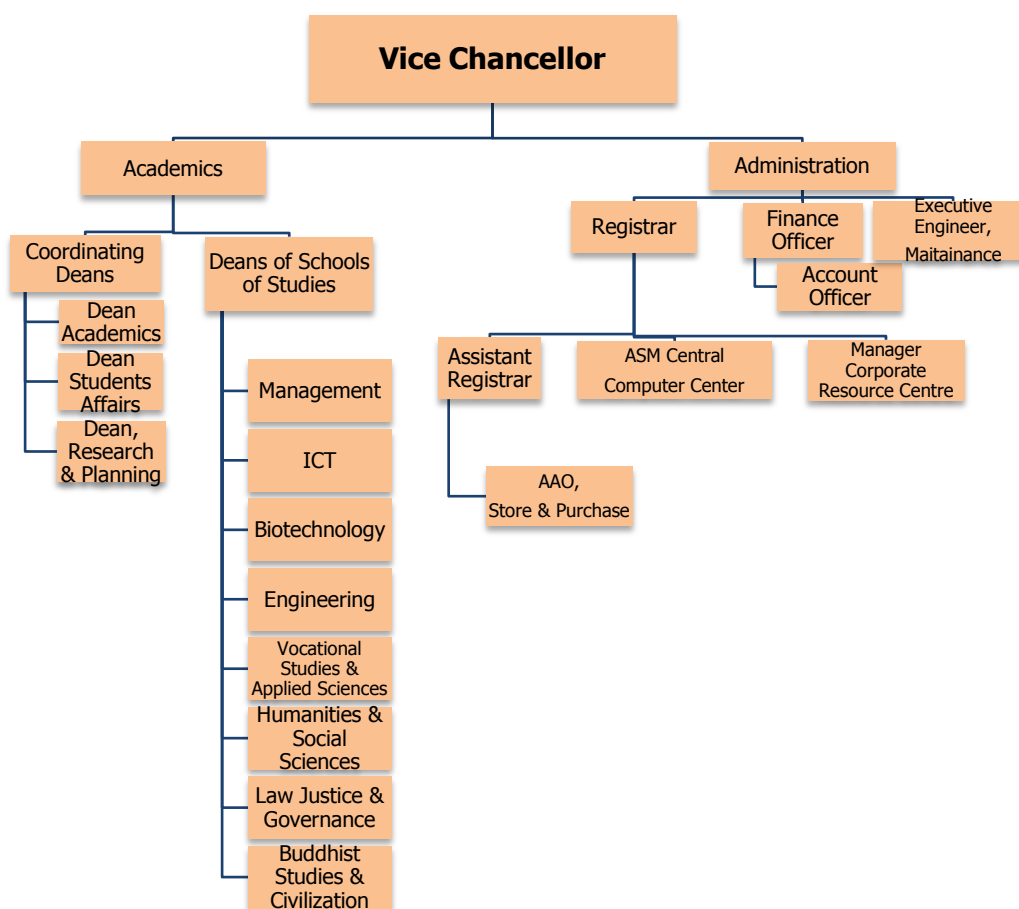 Vice Chancellor
Academics
Administration
Coordinating
Deans
Dean
Academics
Dean
Students
Affairs
Dean,
Research
& Planning
Deans of Schools
of Studies
Management
ICT
Biotechnology
Engineering
Vocational
Studies &
Applied Sciences
Humanities &
Social
Sciences
Law Justice &
Governance
Buddhist
Studies &
Civilization
Registrar
Assistant
Registrar
AAO,
Store & Purchase
ASM Central
Computer Center
Manager
Corporate
Resource Centre
Finance
Officer
Account
Officer
Executive
Engineer,
Maitainance